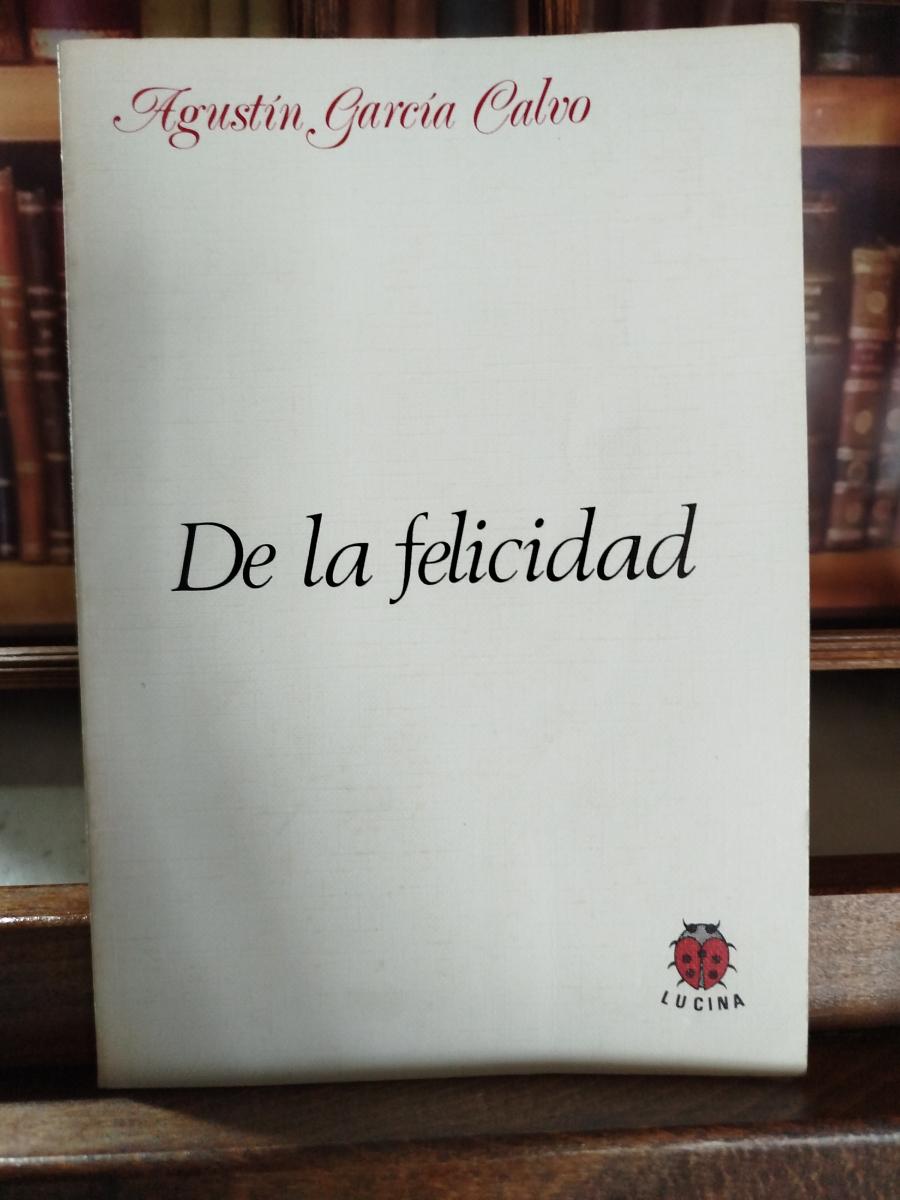 Agustín García Calvo
De la felicidad
LUCINA